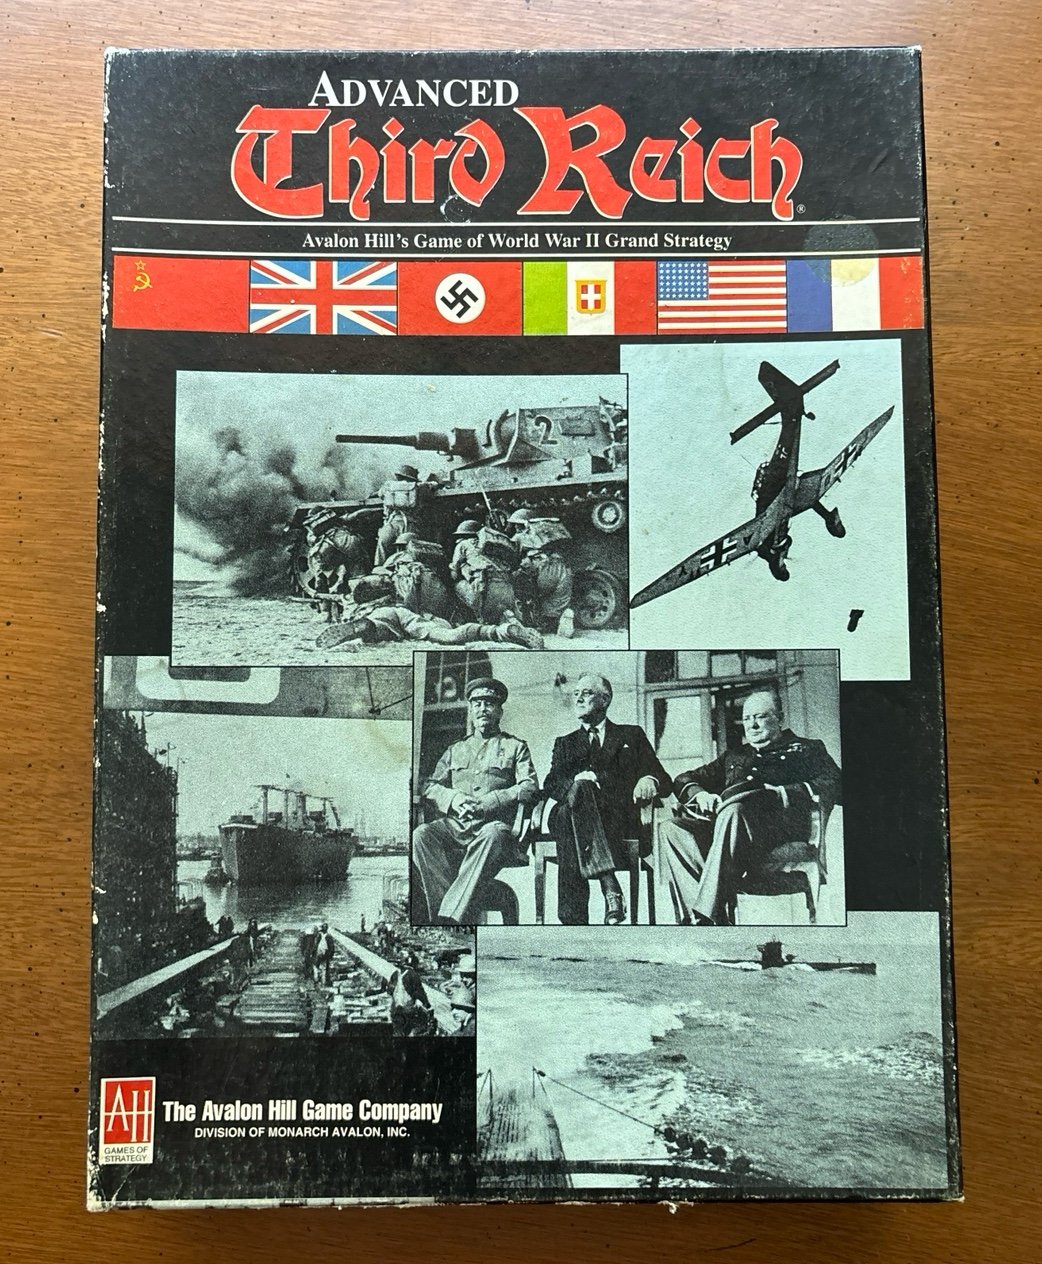 ADVANCED
Third Reich®
Avalon Hill's Game of World War II Grand Strategy
2
AH
GAMES OF
STRATEGY
The Avalon Hill Game Company
DIVISION OF MONARCH AVALON, INC.